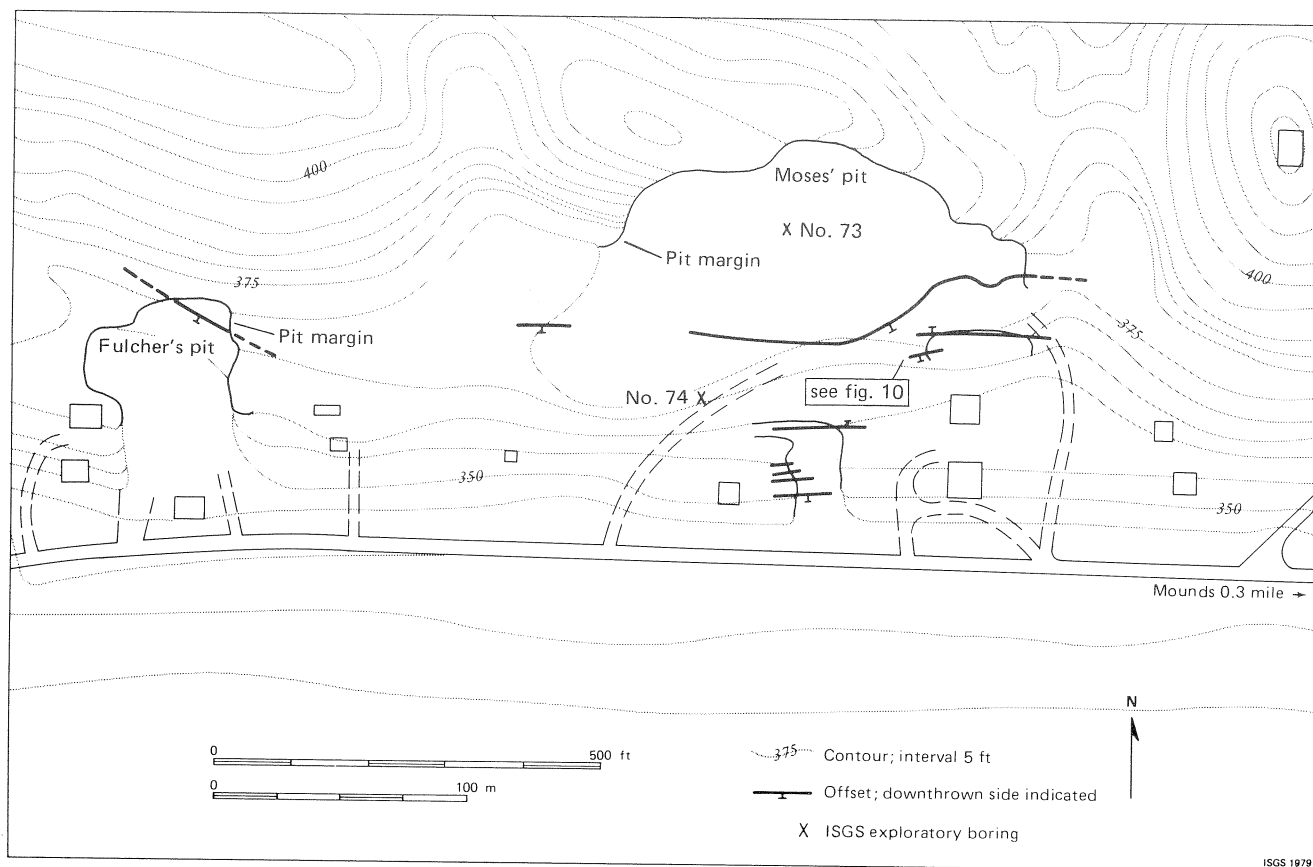 400
Moses' pit
X No. 73
Pit margin
400
375
Pit margin
Fulcher's pit
375
see fig. 10
No. 74 X
350
350
Mounds 0.3 mile →
N
0 500 ft
0 100 m
375 Contour; interval 5 ft
Offset; downthrown side indicated
X ISGS exploratory boring
ISGS 1979